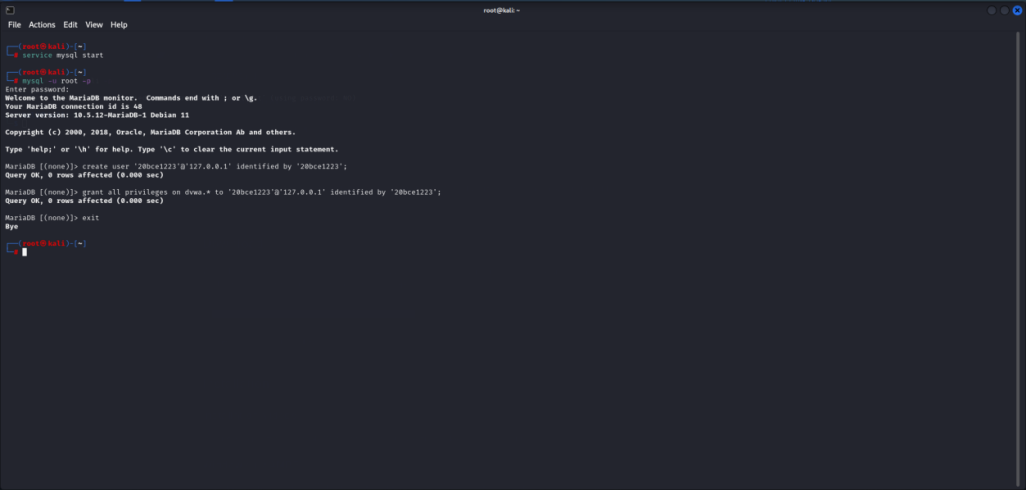 root@kali: ~
File Actions Edit View Help
┌──(root㉿kali)-[~]
└─# service mysql start
┌──(root㉿kali)-[~]
└─# mysql -u root -p
Enter password:
Welcome to the MariaDB monitor.  Commands end with ; or \g.
Your MariaDB connection id is 48
Server version: 10.5.12-MariaDB-1 Debian 11
Copyright (c) 2000, 2018, Oracle, MariaDB Corporation Ab and others.
Type 'help;' or '\h' for help. Type '\c' to clear the current input statement.
MariaDB [(none)]> create user '20bce1223'@'127.0.0.1' identified by '20bce1223';
Query OK, 0 rows affected (0.000 sec)
MariaDB [(none)]> grant all privileges on dvwa.* to '20bce1223'@'127.0.0.1' identified by '20bce1223';
Query OK, 0 rows affected (0.000 sec)
MariaDB [(none)]> exit
Bye
┌──(root㉿kali)-[~]
└─#